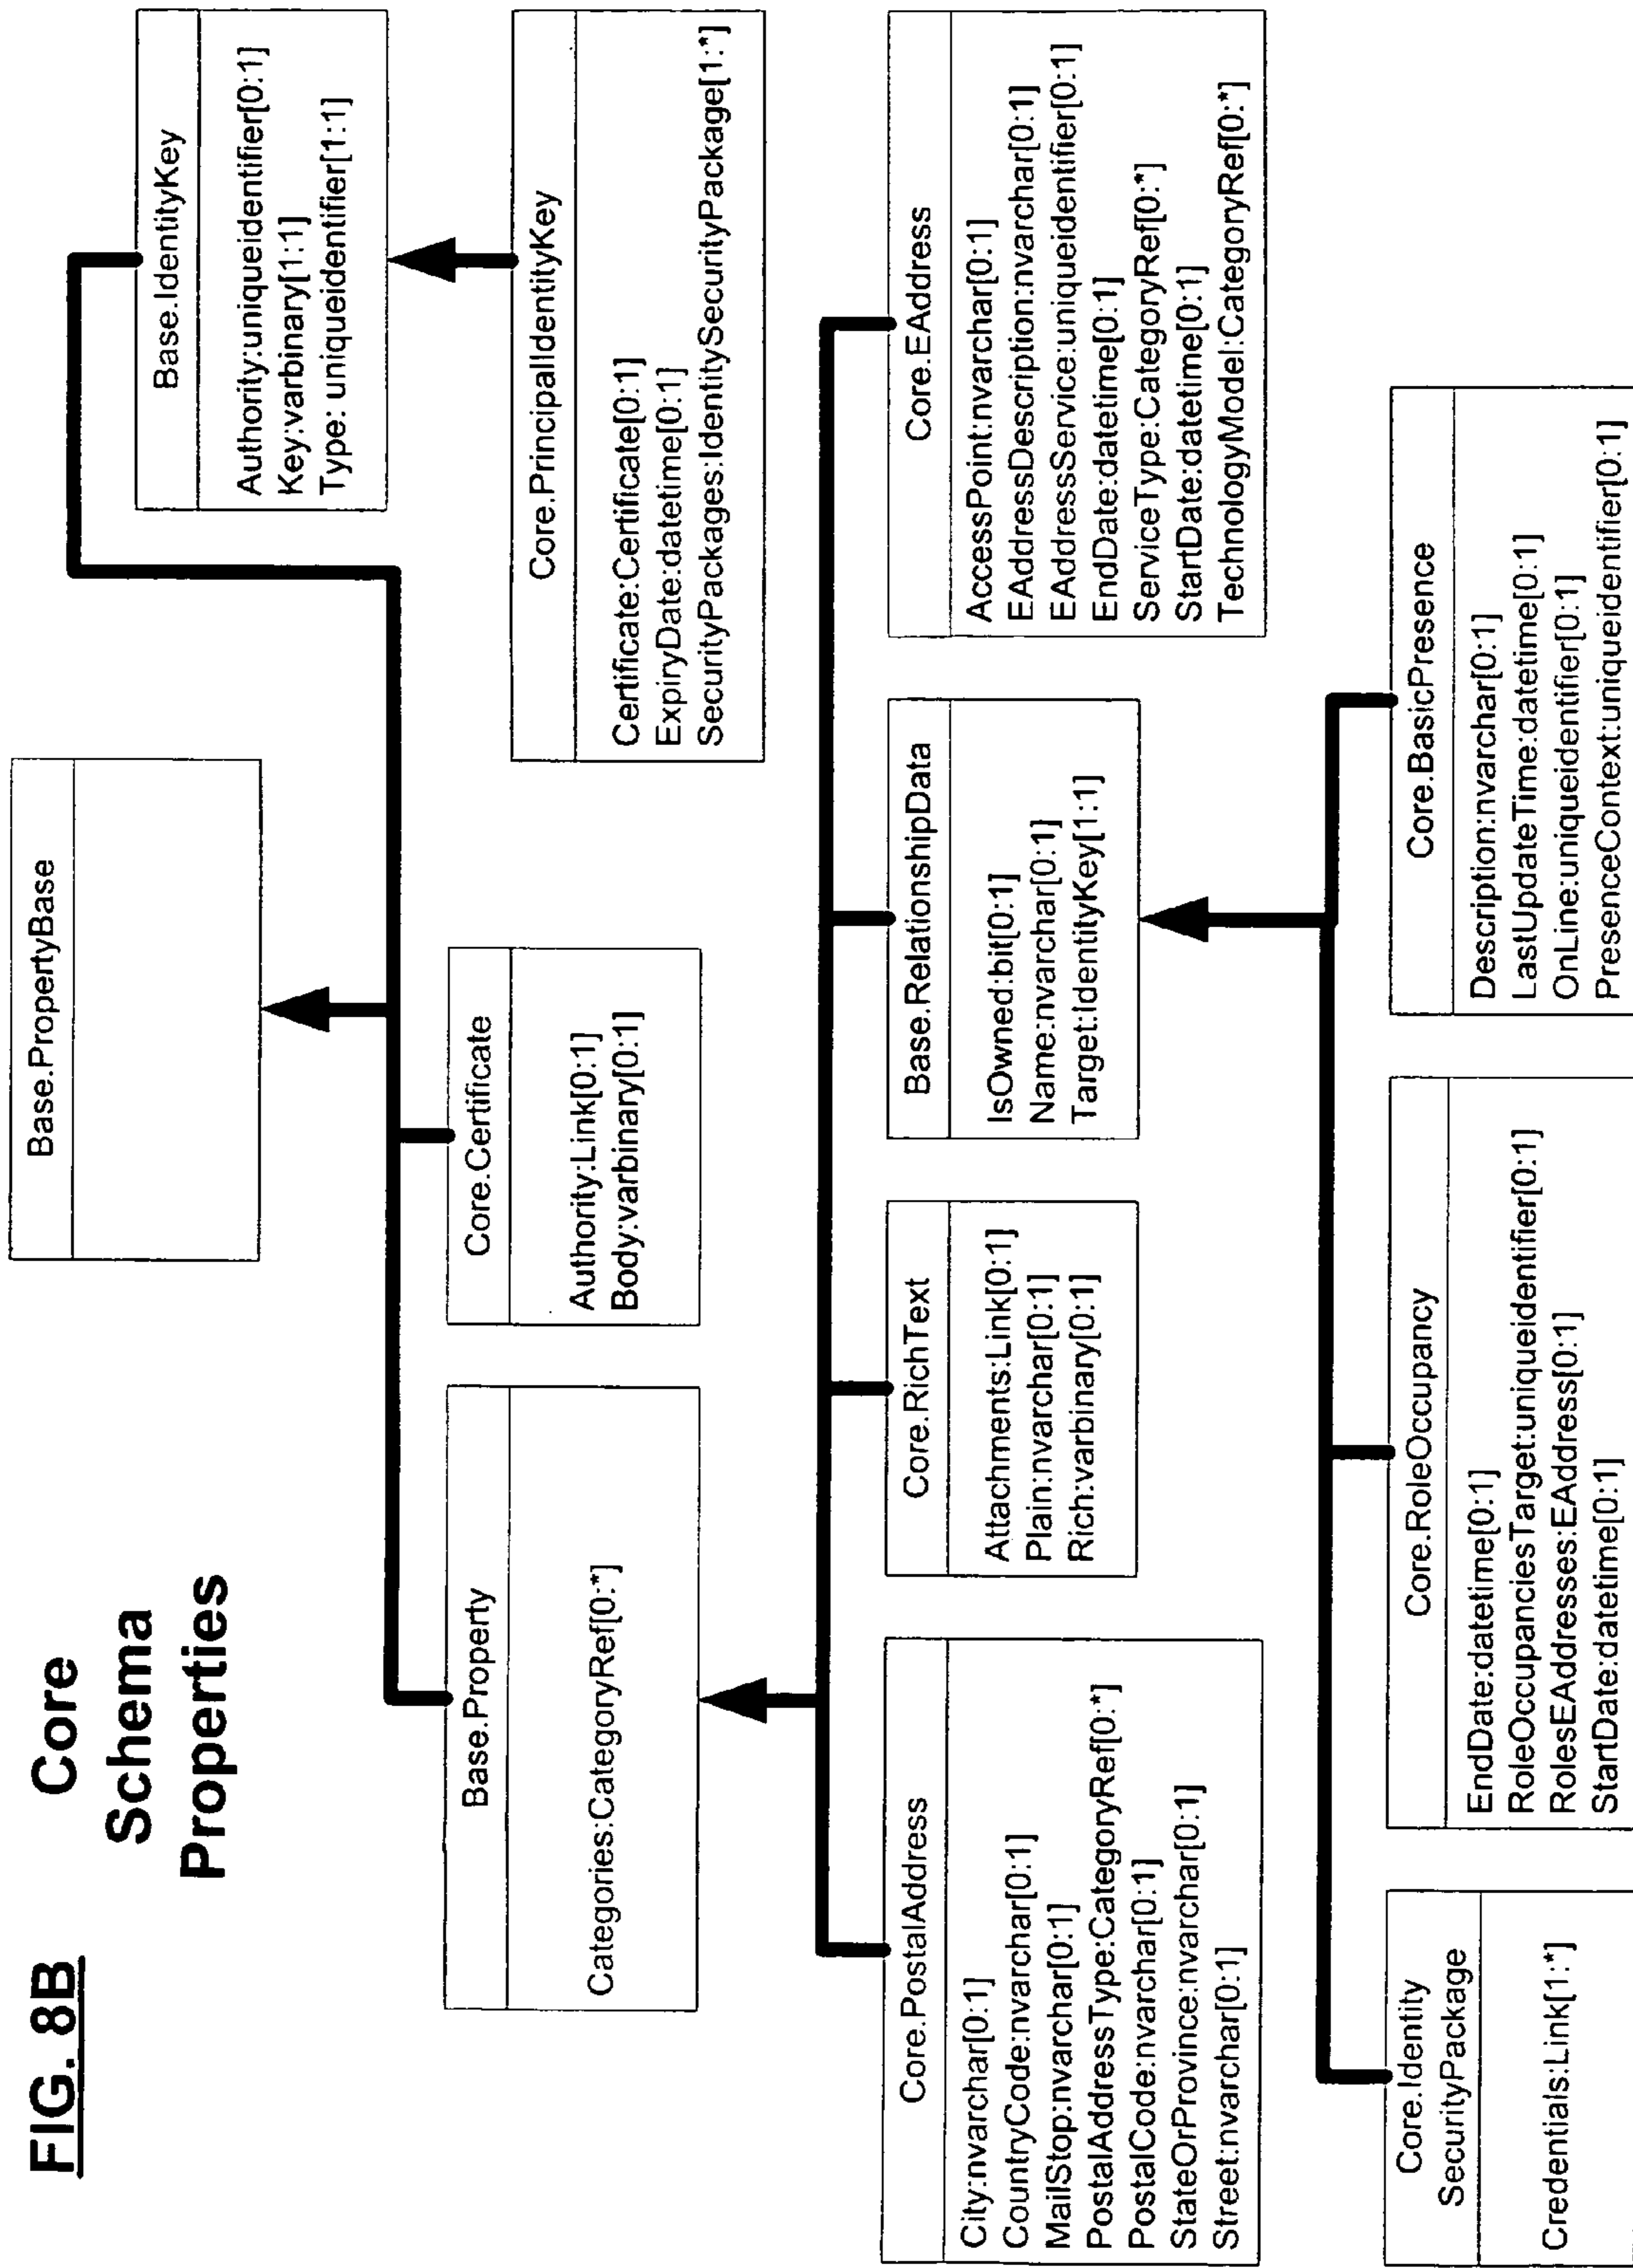 FIG. 8B
Core
Schema
Properties
Base.PropertyBase
Base.IdentityKey
Authority:uniqueidentifier[0:1]
Key:varbinary[1:1]
Type: uniqueidentifier[1:1]
Base.Property
Categories:CategoryRef[0:*]
Core.Certificate
Authority:Link[0:1]
Body:varbinary[0:1]
Core.PrincipalIdentityKey
Certificate:Certificate[0:1]
ExpiryDate:datetime[0:1]
SecurityPackages:IdentitySecurityPackage[1:*]
Core.PostalAddress
City:nvarchar[0:1]
CountryCode:nvarchar[0:1]
MailStop:nvarchar[0:1]
PostalAddressType:CategoryRef[0:*]
PostalCode:nvarchar[0:1]
StateOrProvince:nvarchar[0:1]
Street:nvarchar[0:1]
Core.RichText
Attachments:Link[0:1]
Plain:nvarchar[0:1]
Rich:varbinary[0:1]
Base.RelationshipData
IsOwned:bit[0:1]
Name:nvarchar[0:1]
Target:IdentityKey[1:1]
Core.EAddress
AccessPoint:nvarchar[0:1]
EAddressDescription:nvarchar[0:1]
EAddressService:uniqueidentifier[0:1]
EndDate:datetime[0:1]
ServiceType:CategoryRef[0:*]
StartDate:datetime[0:1]
TechnologyModel:CategoryRef[0:*]
Core.Identity
SecurityPackage
Credentials:Link[1:*]
Core.RoleOccupancy
EndDate:datetime[0:1]
RoleOccupanciesTarget:uniqueidentifier[0:1]
RolesEAddresses:EAddress[0:1]
StartDate:datetime[0:1]
Core.BasicPresence
Description:nvarchar[0:1]
LastUpdateTime:datetime[0:1]
OnLine:uniqueidentifier[0:1]
PresenceContext:uniqueidentifier[0:1]